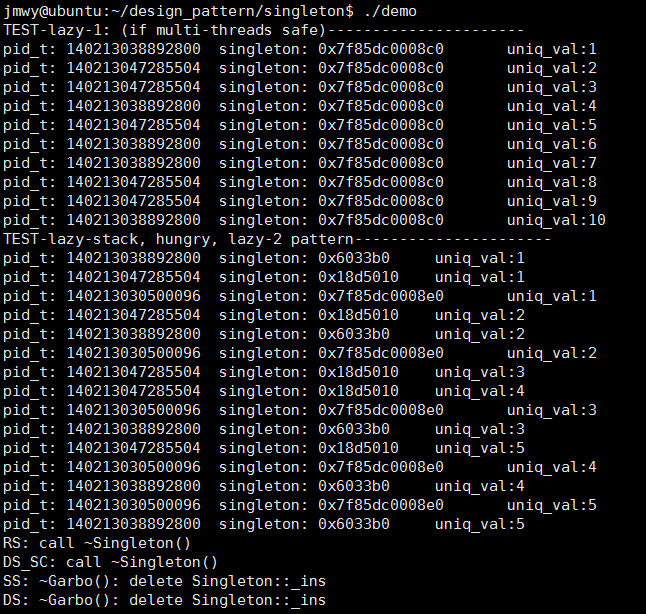 jmwy@ubuntu:~/design_pattern/singleton$ ./demo
TEST-lazy-1: (if multi-threads safe)----------------------
pid_t: 140213038892800  singleton: 0x7f85dc0008c0       uniq_val:1
pid_t: 140213047285504  singleton: 0x7f85dc0008c0       uniq_val:2
pid_t: 140213047285504  singleton: 0x7f85dc0008c0       uniq_val:3
pid_t: 140213038892800  singleton: 0x7f85dc0008c0       uniq_val:4
pid_t: 140213047285504  singleton: 0x7f85dc0008c0       uniq_val:5
pid_t: 140213038892800  singleton: 0x7f85dc0008c0       uniq_val:6
pid_t: 140213038892800  singleton: 0x7f85dc0008c0       uniq_val:7
pid_t: 140213047285504  singleton: 0x7f85dc0008c0       uniq_val:8
pid_t: 140213047285504  singleton: 0x7f85dc0008c0       uniq_val:9
pid_t: 140213038892800  singleton: 0x7f85dc0008c0       uniq_val:10
TEST-lazy-stack, hungry, lazy-2 pattern----------------------
pid_t: 140213038892800  singleton: 0x6033b0     uniq_val:1
pid_t: 140213047285504  singleton: 0x18d5010    uniq_val:1
pid_t: 140213030500096  singleton: 0x7f85dc0008e0       uniq_val:1
pid_t: 140213047285504  singleton: 0x18d5010    uniq_val:2
pid_t: 140213038892800  singleton: 0x6033b0     uniq_val:2
pid_t: 140213030500096  singleton: 0x7f85dc0008e0       uniq_val:2
pid_t: 140213047285504  singleton: 0x18d5010    uniq_val:3
pid_t: 140213047285504  singleton: 0x18d5010    uniq_val:4
pid_t: 140213030500096  singleton: 0x7f85dc0008e0       uniq_val:3
pid_t: 140213038892800  singleton: 0x6033b0     uniq_val:3
pid_t: 140213047285504  singleton: 0x18d5010    uniq_val:5
pid_t: 140213030500096  singleton: 0x7f85dc0008e0       uniq_val:4
pid_t: 140213038892800  singleton: 0x6033b0     uniq_val:4
pid_t: 140213030500096  singleton: 0x7f85dc0008e0       uniq_val:5
pid_t: 140213038892800  singleton: 0x6033b0     uniq_val:5
RS: call ~Singleton()
DS_SC: call ~Singleton()
SS: ~Garbo(): delete Singleton::_ins
DS: ~Garbo(): delete Singleton::_ins